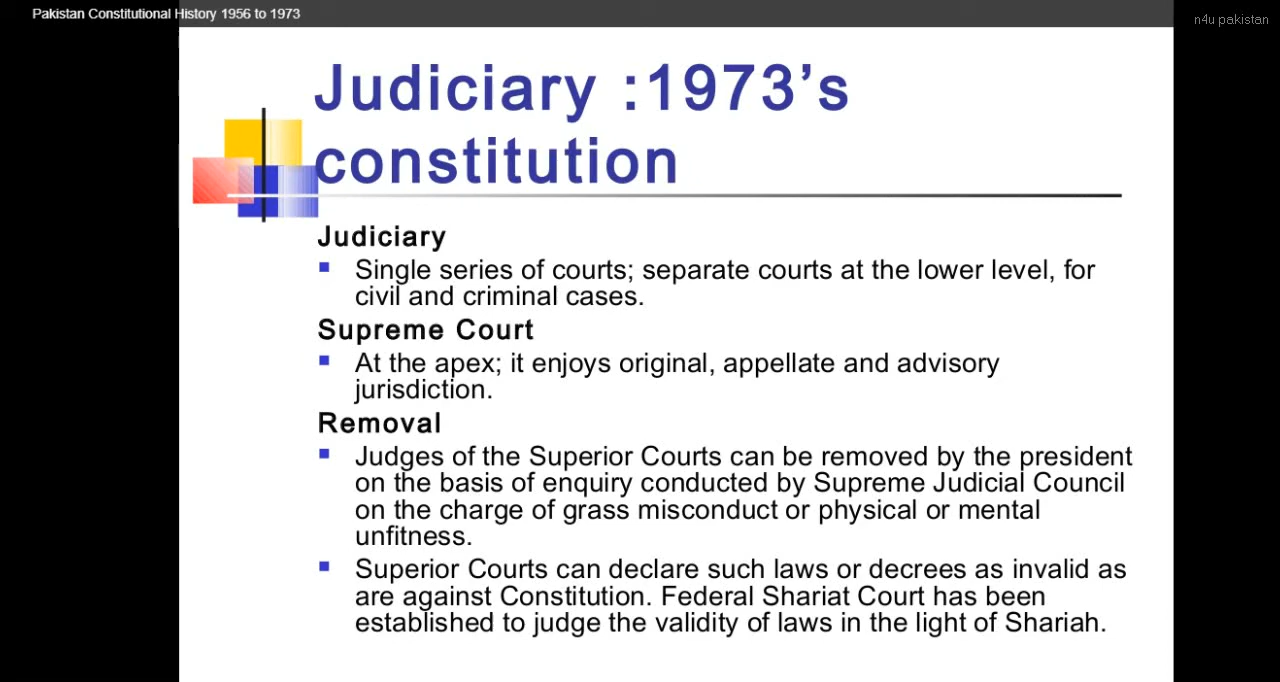 Pakistan Constitutional History 1956 to 1973
n4u pakistan
Judiciary :1973’s
constitution
Judiciary
Single series of courts; separate courts at the lower level, for
civil and criminal cases.
Supreme Court
At the apex; it enjoys original, appellate and advisory
jurisdiction.
Removal
Judges of the Superior Courts can be removed by the president
on the basis of enquiry conducted by Supreme Judicial Council
on the charge of grass misconduct or physical or mental
unfitness.
Superior Courts can declare such laws or decrees as invalid as
are against Constitution. Federal Shariat Court has been
established to judge the validity of laws in the light of Shariah.